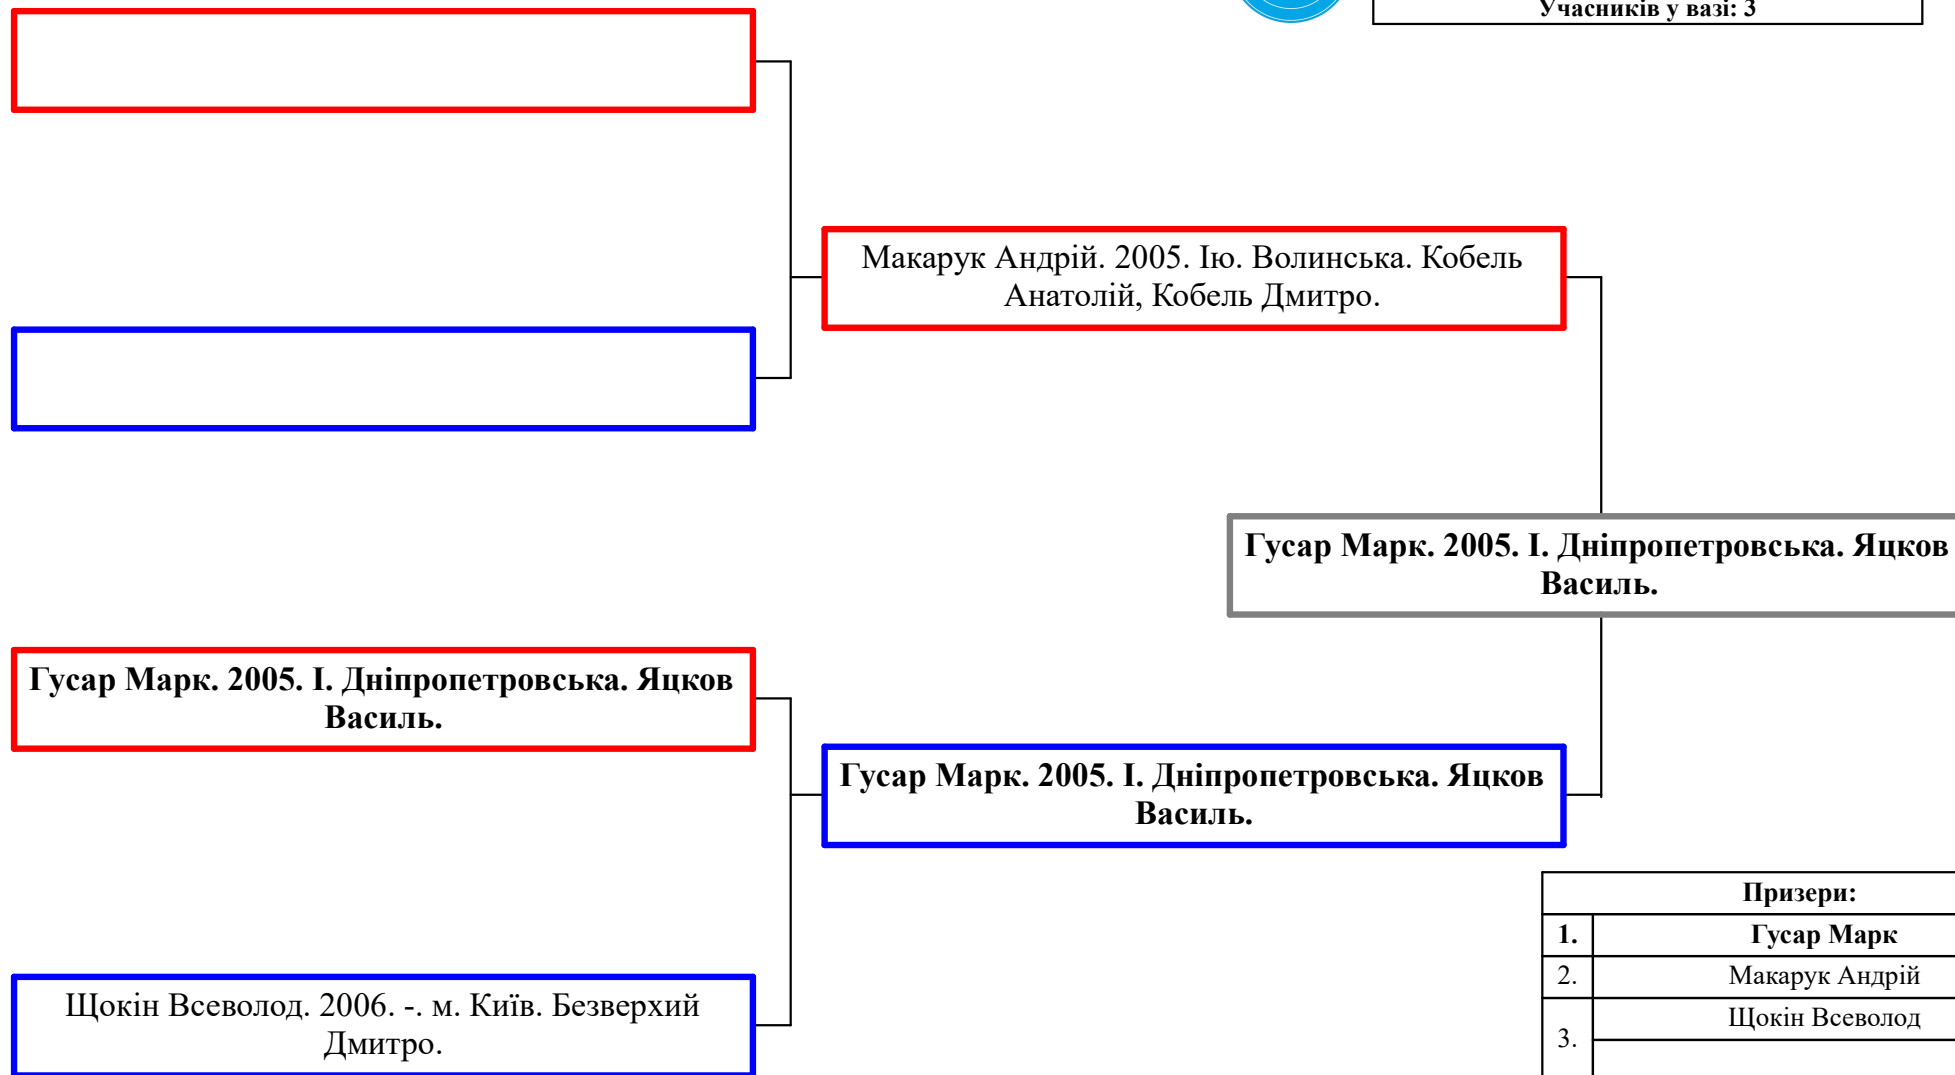 Учасників у вазі: 3
Макарук Андрій. 2005. Ію. Волинська. Кобель
Анатолій, Кобель Дмитро.
Гусар Марк. 2005. І. Дніпропетровська. Яцков
Василь.
Гусар Марк. 2005. І. Дніпропетровська. Яцков
Василь.
Гусар Марк. 2005. І. Дніпропетровська. Яцков
Василь.
Щокін Всеволод. 2006. -. м. Київ. Безверхий
Дмитро.
Призери:
1. Гусар Марк
2. Макарук Андрій
3. Щокін Всеволод